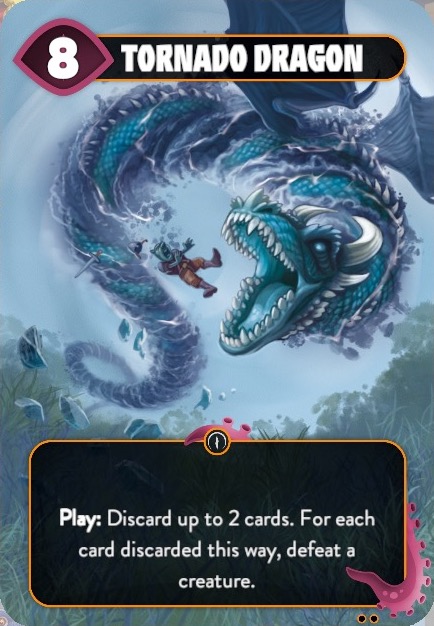 8
TORNADO DRAGON
Play: Discard up to 2 cards. For each
card discarded this way, defeat a
creature.